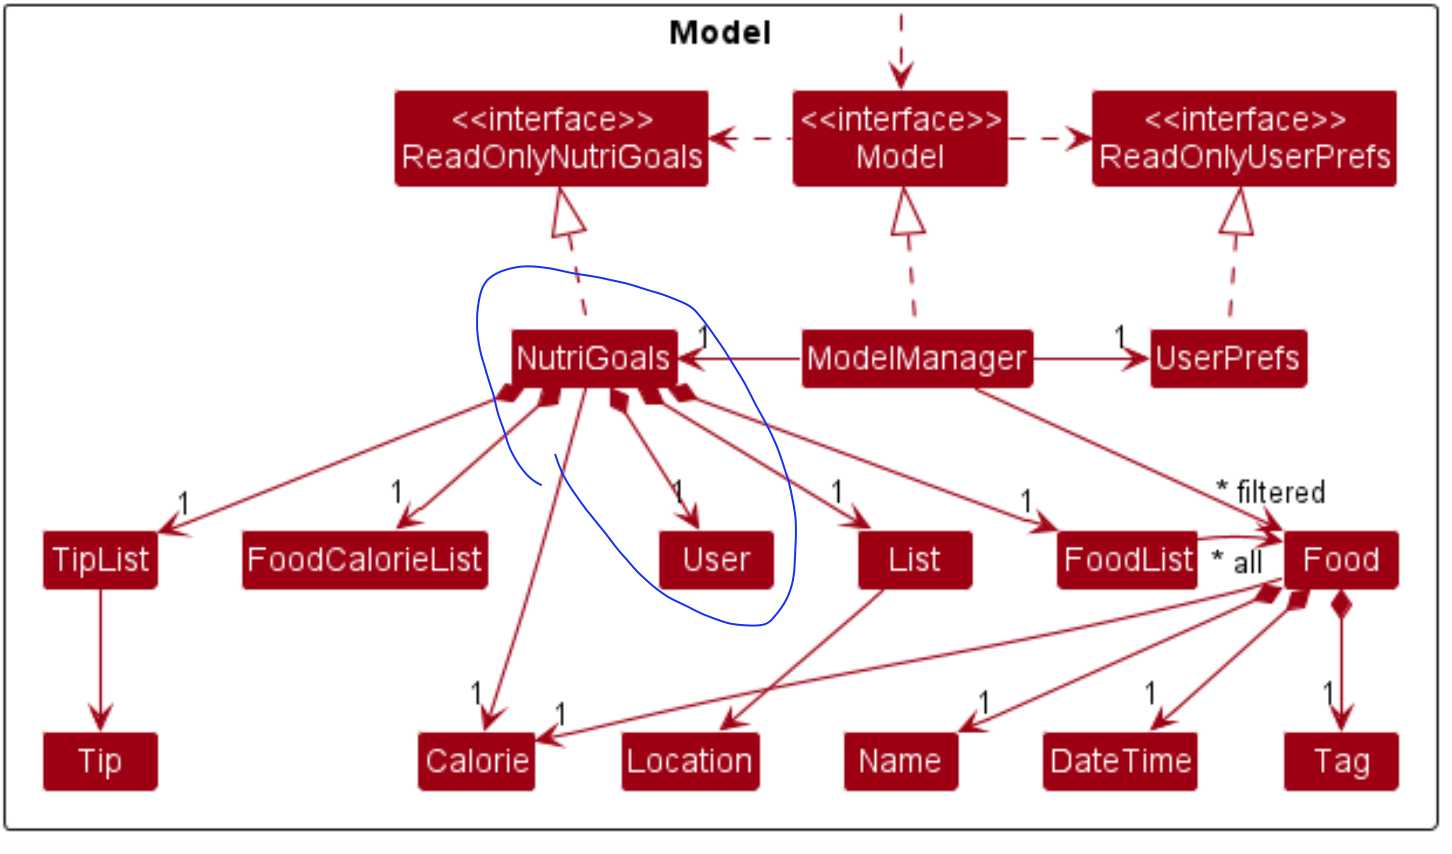 Model
<<interface>>
ReadOnlyNutriGoals
<<interface>>
Model
<<interface>>
ReadOnlyUserPrefs
NutriGoals
1
ModelManager
1
UserPrefs
1
1
1
1
1
* filtered
* all
TipList
FoodCalorieList
User
List
FoodList
Food
1
1
1
1
1
Tip
Calorie
Location
Name
DateTime
Tag